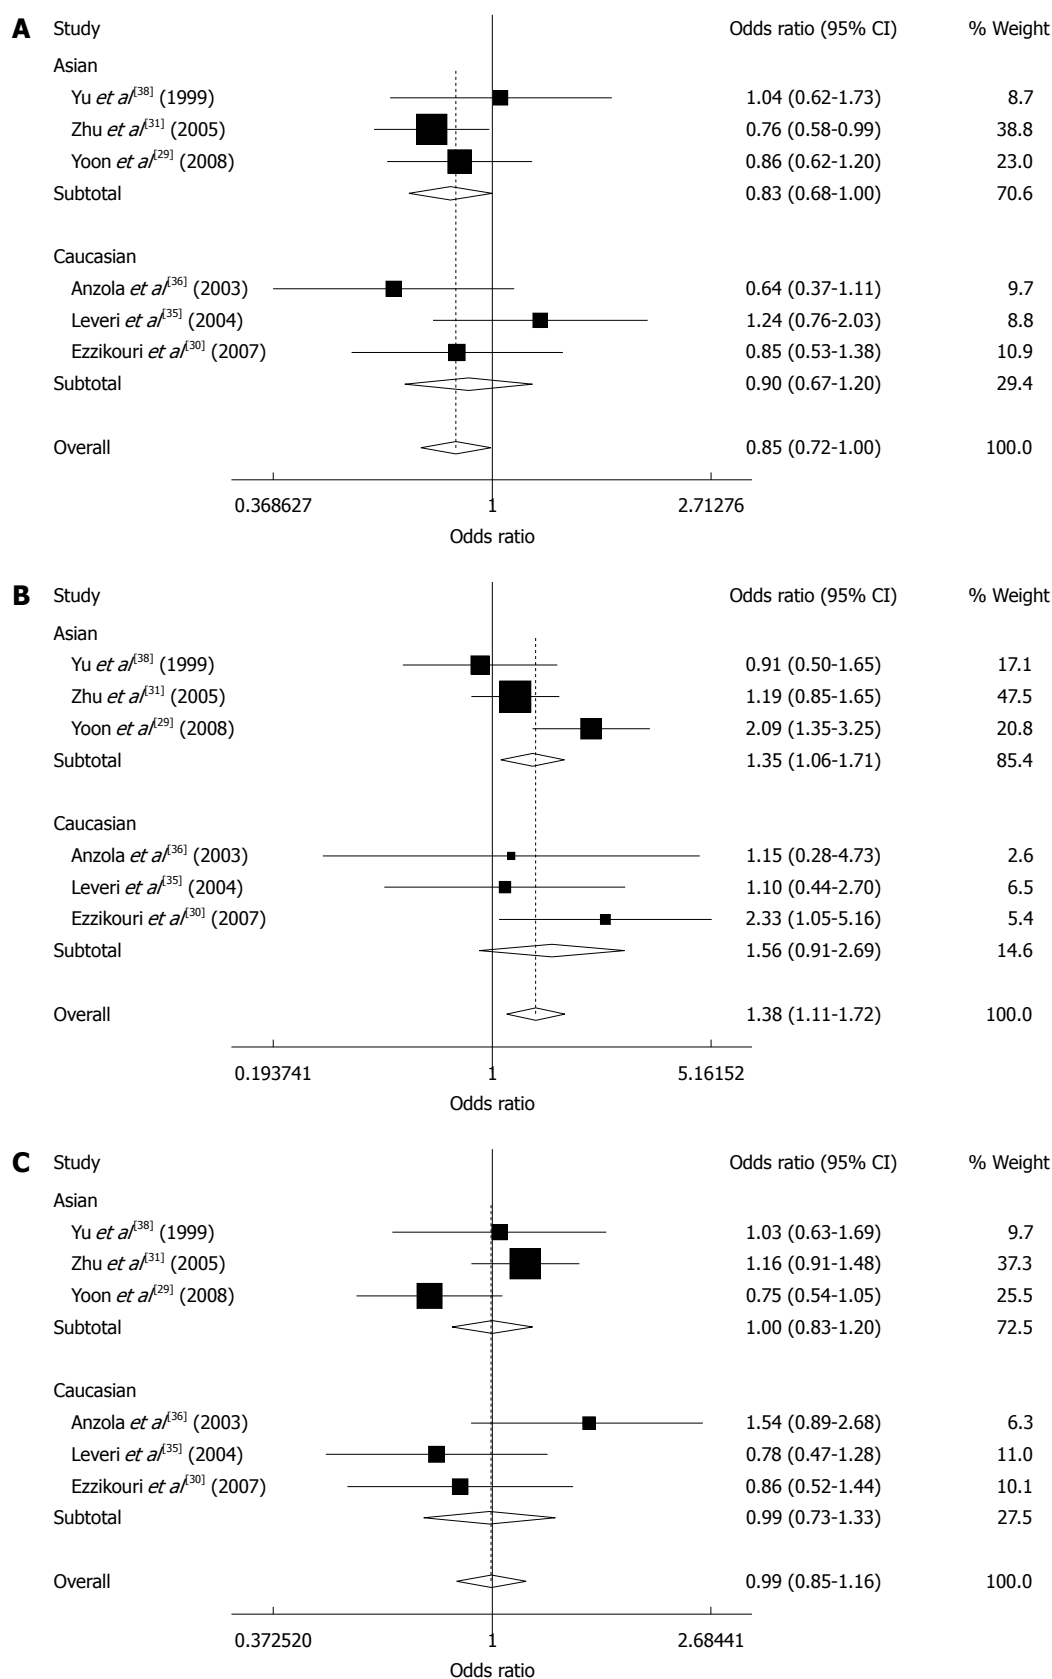 A Study Odds ratio (95% CI) % Weight
Asian
Yu et al[38] (1999) 1.04 (0.62-1.73) 8.7
Zhu et al[31] (2005) 0.76 (0.58-0.99) 38.8
Yoon et al[29] (2008) 0.86 (0.62-1.20) 23.0
Subtotal 0.83 (0.68-1.00) 70.6
Caucasian
Anzola et al[36] (2003) 0.64 (0.37-1.11) 9.7
Leveri et al[35] (2004) 1.24 (0.76-2.03) 8.8
Ezzikouri et al[30] (2007) 0.85 (0.53-1.38) 10.9
Subtotal 0.90 (0.67-1.20) 29.4
Overall 0.85 (0.72-1.00) 100.0
0.368627 1 2.71276
Odds ratio
B Study Odds ratio (95% CI) % Weight
Asian
Yu et al[38] (1999) 0.91 (0.50-1.65) 17.1
Zhu et al[31] (2005) 1.19 (0.85-1.65) 47.5
Yoon et al[29] (2008) 2.09 (1.35-3.25) 20.8
Subtotal 1.35 (1.06-1.71) 85.4
Caucasian
Anzola et al[36] (2003) 1.15 (0.28-4.73) 2.6
Leveri et al[35] (2004) 1.10 (0.44-2.70) 6.5
Ezzikouri et al[30] (2007) 2.33 (1.05-5.16) 5.4
Subtotal 1.56 (0.91-2.69) 14.6
Overall 1.38 (1.11-1.72) 100.0
0.193741 1 5.16152
Odds ratio
C Study Odds ratio (95% CI) % Weight
Asian
Yu et al[38] (1999) 1.03 (0.63-1.69) 9.7
Zhu et al[31] (2005) 1.16 (0.91-1.48) 37.3
Yoon et al[29] (2008) 0.75 (0.54-1.05) 25.5
Subtotal 1.00 (0.83-1.20) 72.5
Caucasian
Anzola et al[36] (2003) 1.54 (0.89-2.68) 6.3
Leveri et al[35] (2004) 0.78 (0.47-1.28) 11.0
Ezzikouri et al[30] (2007) 0.86 (0.52-1.44) 10.1
Subtotal 0.99 (0.73-1.33) 27.5
Overall 0.99 (0.85-1.16) 100.0
0.372520 1 2.68441
Odds ratio